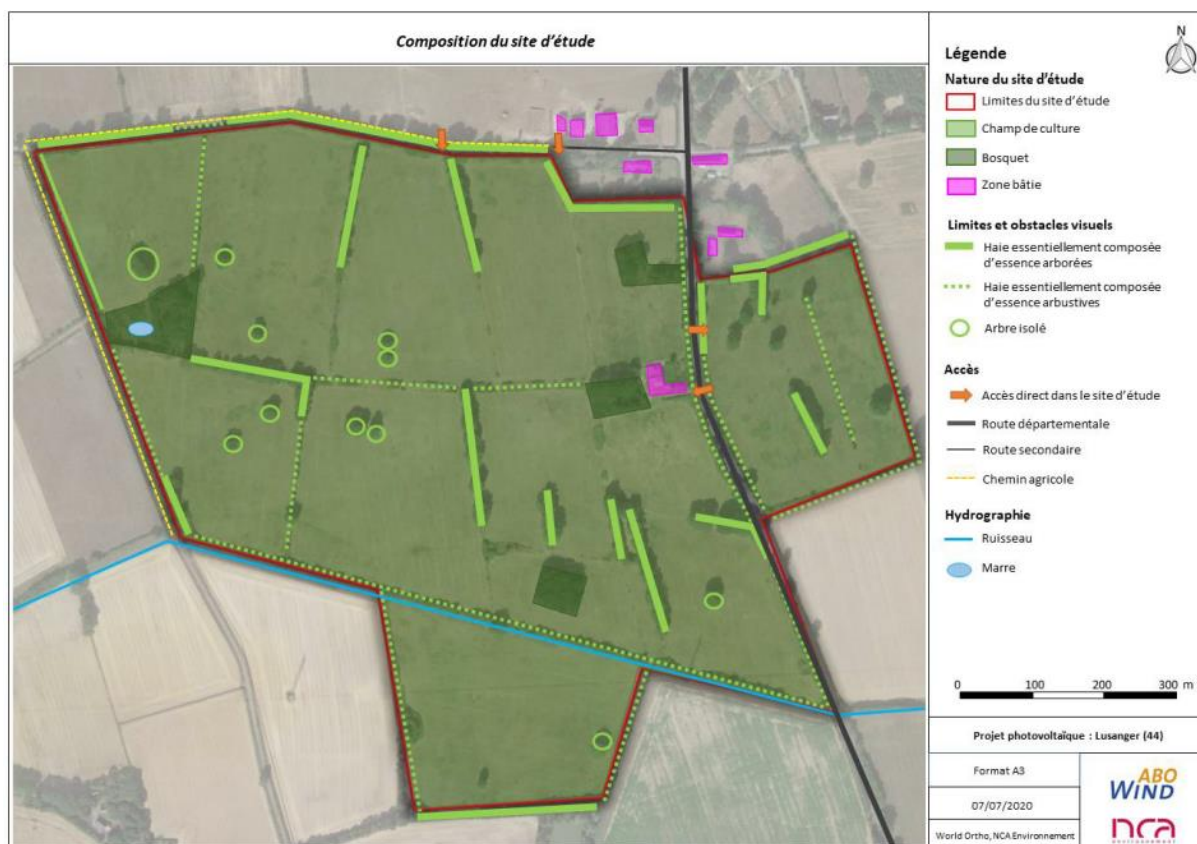 Composition du site d'étude
N
Légende
Nature du site d'étude
Limites du site d'étude
Champ de culture
Bosquet
Zone bâtie
Limites et obstacles visuels
Haie essentiellement composée
d'essence arborées
Haie essentiellement composée
d'essence arbustives
Arbre isolé
Accès
Accès direct dans le site d'étude
Route départementale
Route secondaire
Chemin agricole
Hydrographie
Ruisseau
Marre
0 100 200 300 m
Projet photovoltaïque : Lusanger (44)
Format A3
07/07/2020
World Ortho, NCA Environnement
ABO
WIND
nca
environnement